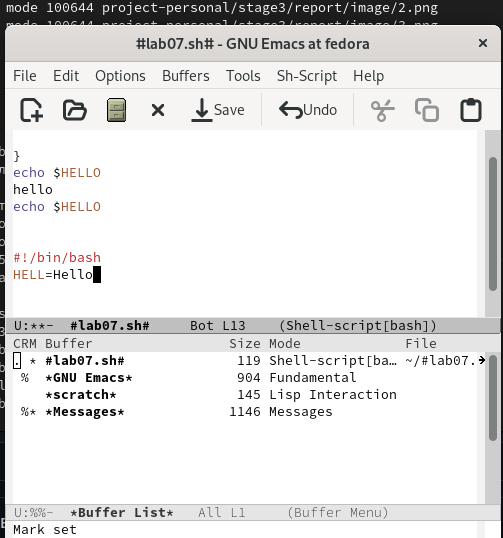 mode 100644 project-personal/stage3/report/image/2.png
mode 100644 project-personal/stage3/report/image/3.png
#lab07.sh# - GNU Emacs at fedora
File Edit Options Buffers Tools Sh-Script Help
Save Undo
}
echo $HELLO
hello
echo $HELLO
#!/bin/bash
HELL=Hello
U:**- #lab07.sh# Bot L13 (Shell-script[bash])
CRM Buffer Size Mode File
. * #lab07.sh# 119 Shell-script[ba… ~/#lab07.
% *GNU Emacs* 904 Fundamental
*scratch* 145 Lisp Interaction
%* *Messages* 1146 Messages
U:%%- *Buffer List* All L1 (Buffer Menu)
Mark set